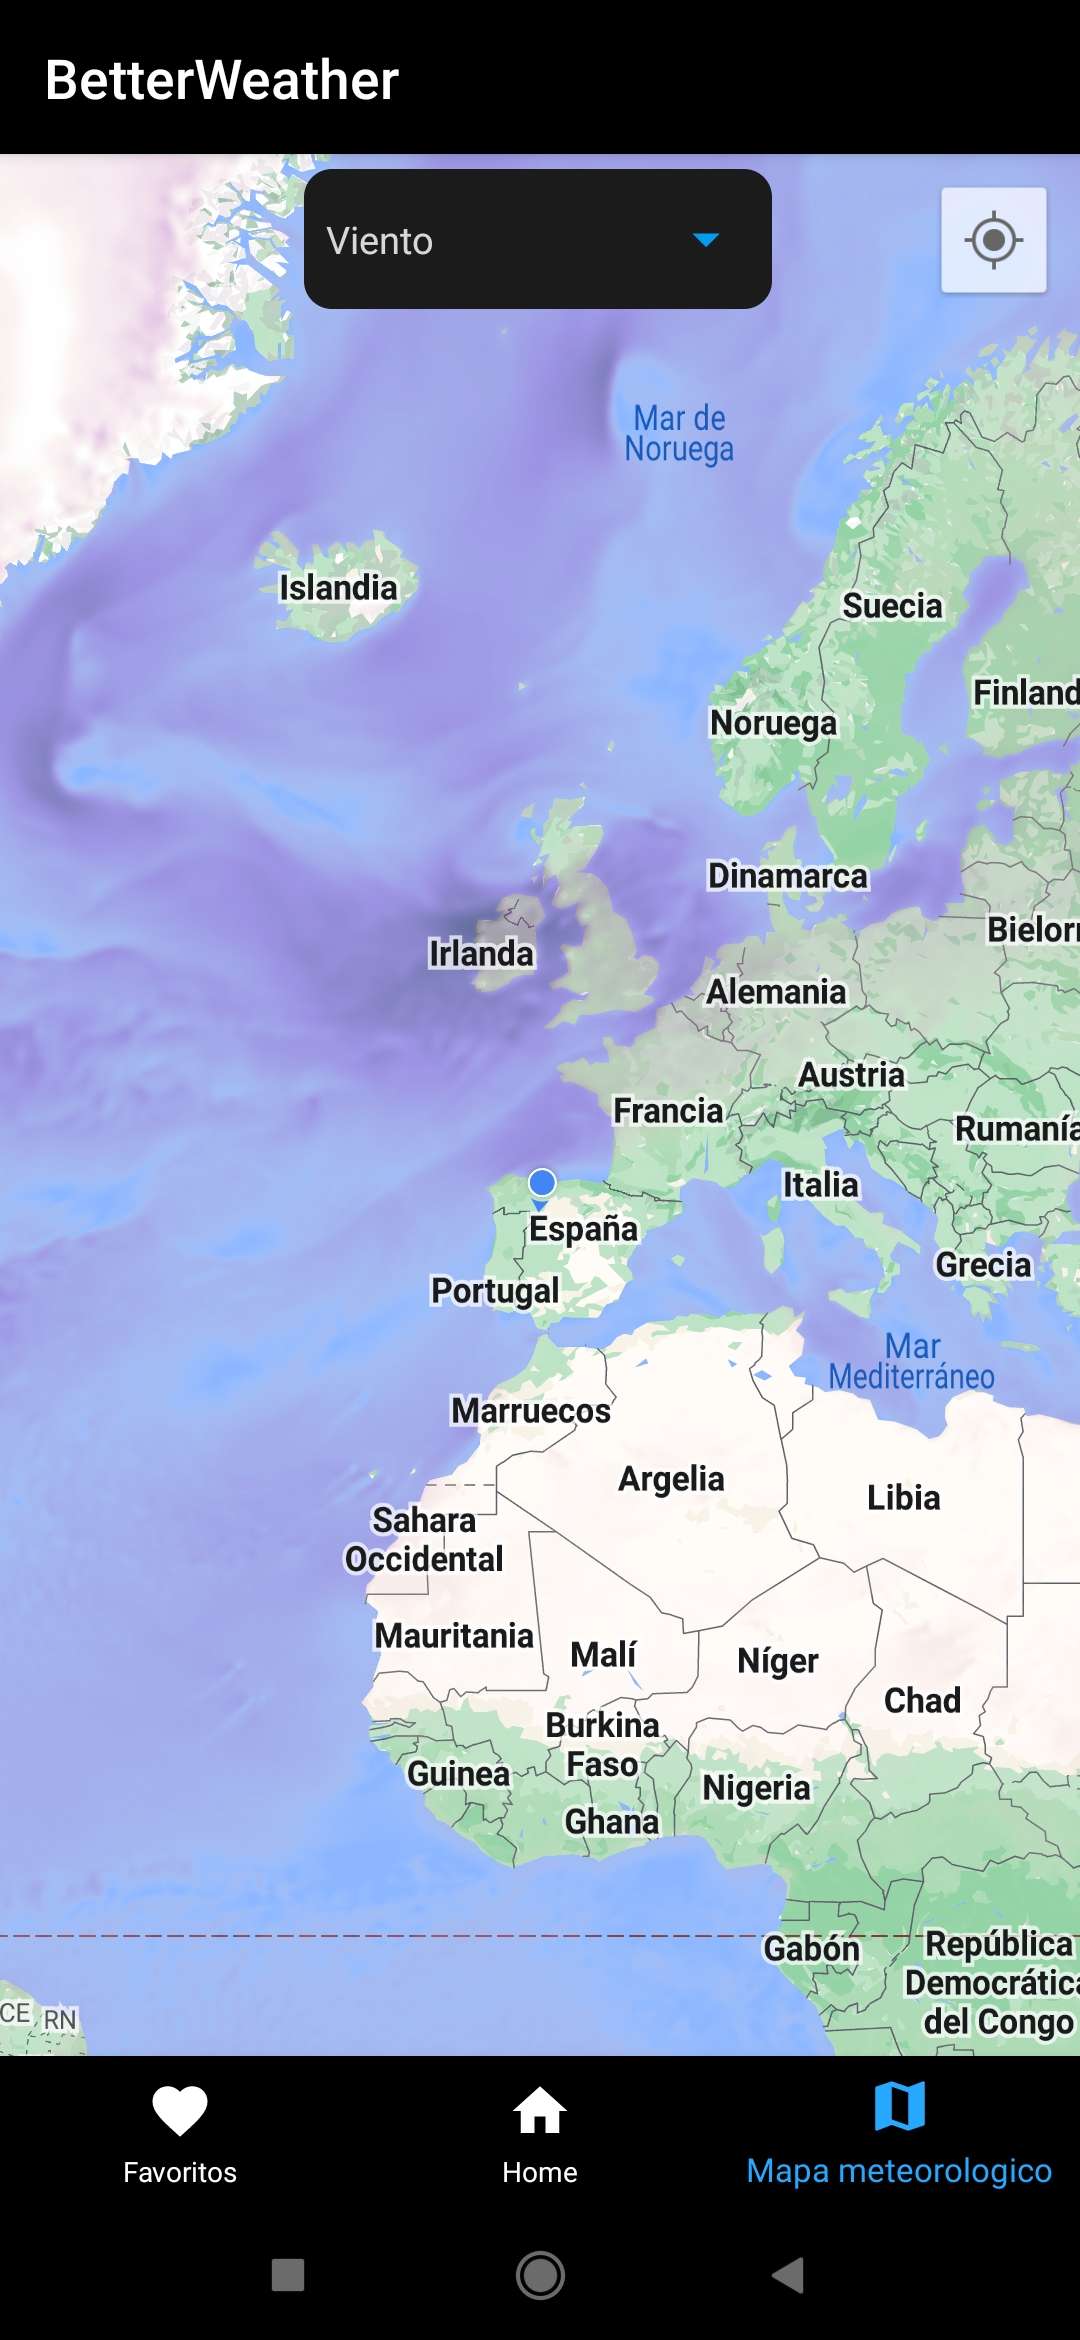 BetterWeather
Viento
Mar de
Noruega
Islandia
Suecia
Finland
Noruega
Dinamarca
Bielor
Irlanda
Alemania
Austria
Francia
Rumanía
Italia
España
Grecia
Portugal
Mar
Mediterráneo
Marruecos
Argelia
Libia
Sahara
Occidental
Mauritania
Malí
Níger
Chad
Burkina
Faso
Guinea
Nigeria
Ghana
Gabón
República
Democrática
del Congo
CE
RN
Favoritos
Home
Mapa meteorologico